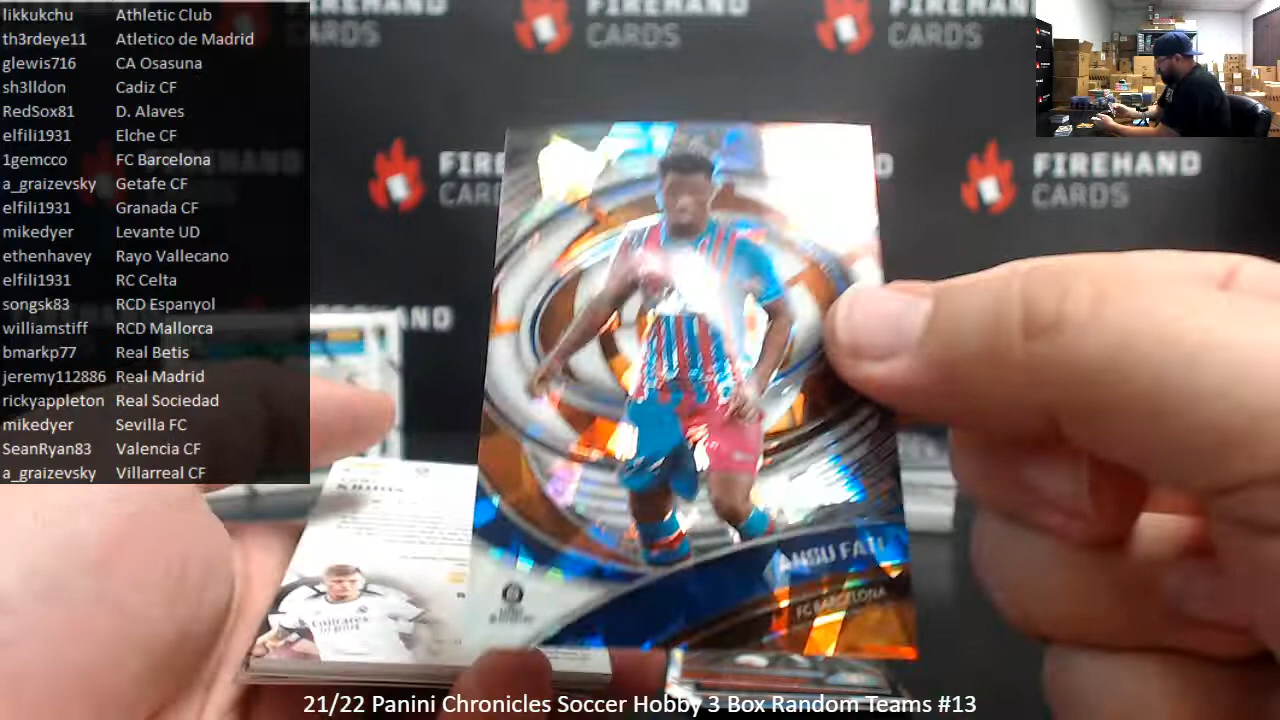 likkukchu Athletic Club
th3rdeye11 Atletico de Madrid
glewis716 CA Osasuna
sh3lldon Cadiz CF
RedSox81 D. Alaves
elfili1931 Elche CF
1gemcco FC Barcelona
a_graizevsky Getafe CF
elfili1931 Granada CF
mikedyer Levante UD
ethenhavey Rayo Vallecano
elfili1931 RC Celta
songsk83 RCD Espanyol
williamstiff RCD Mallorca
bmarkp77 Real Betis
jeremy112886 Real Madrid
rickyappleton Real Sociedad
mikedyer Sevilla FC
SeanRyan83 Valencia CF
a_graizevsky Villarreal CF
FIREHAND
CARDS
FIREHAND
CARDS
FIREHAND
CARDS
ANSU FATI
FC BARCELONA
21/22 Panini Chronicles Soccer Hobby 3 Box Random Teams #13